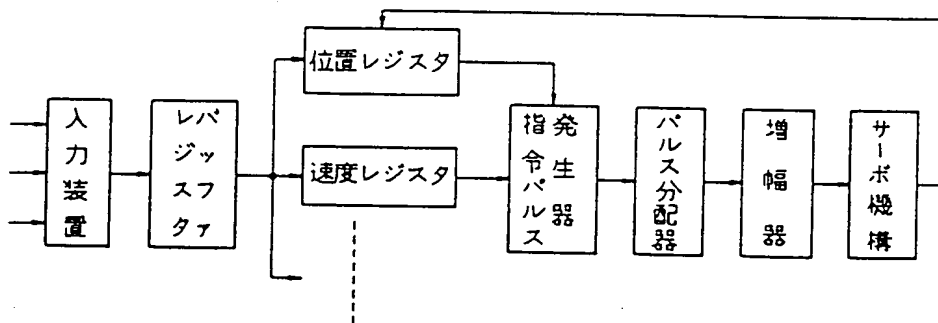 入力装置
レジスタ
バッファ
位置レジスタ
速度レジスタ
指令パルス
発生器
パルス分配器
増幅器
サーボ機構